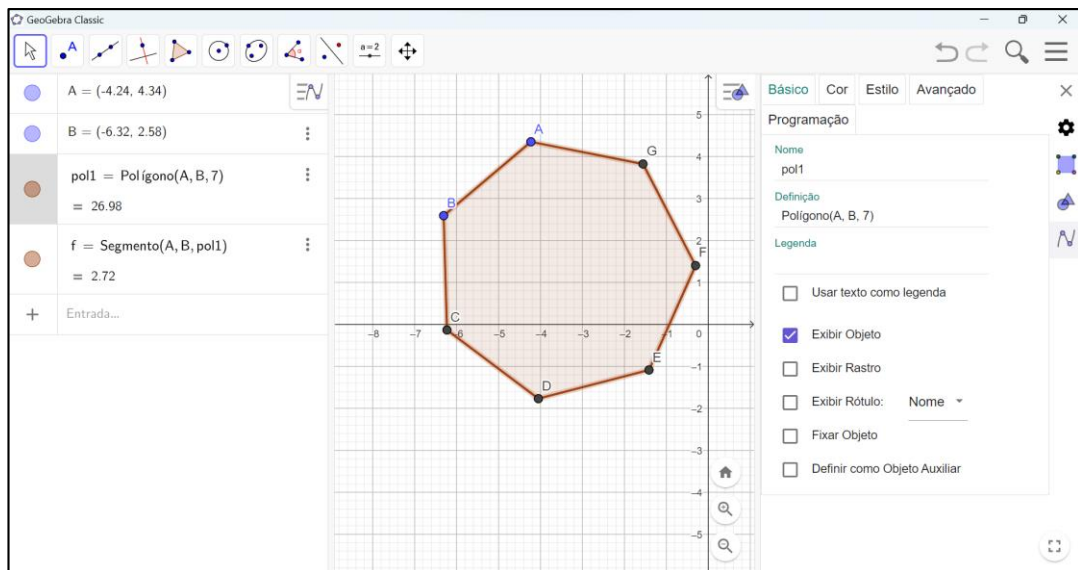 GeoGebra Classic
A
a=2
A = (-4.24, 4.34)
B = (-6.32, 2.58)
pol1 = Polígono(A, B, 7)
= 26.98
f = Segmento(A, B, pol1)
= 2.72
+ Entrada...
5
A
G
4
3
B
2
F
1
C
–8 –7 –6 –5 –4 –3 –2 –1 0
E
–1
D
–2
–3
–4
–5
Básico Cor Estilo Avançado
Programação
Nome
pol1
Definição
Polígono(A, B, 7)
Legenda
Usar texto como legenda
Exibir Objeto
Exibir Rastro
Exibir Rótulo: Nome
Fixar Objeto
Definir como Objeto Auxiliar